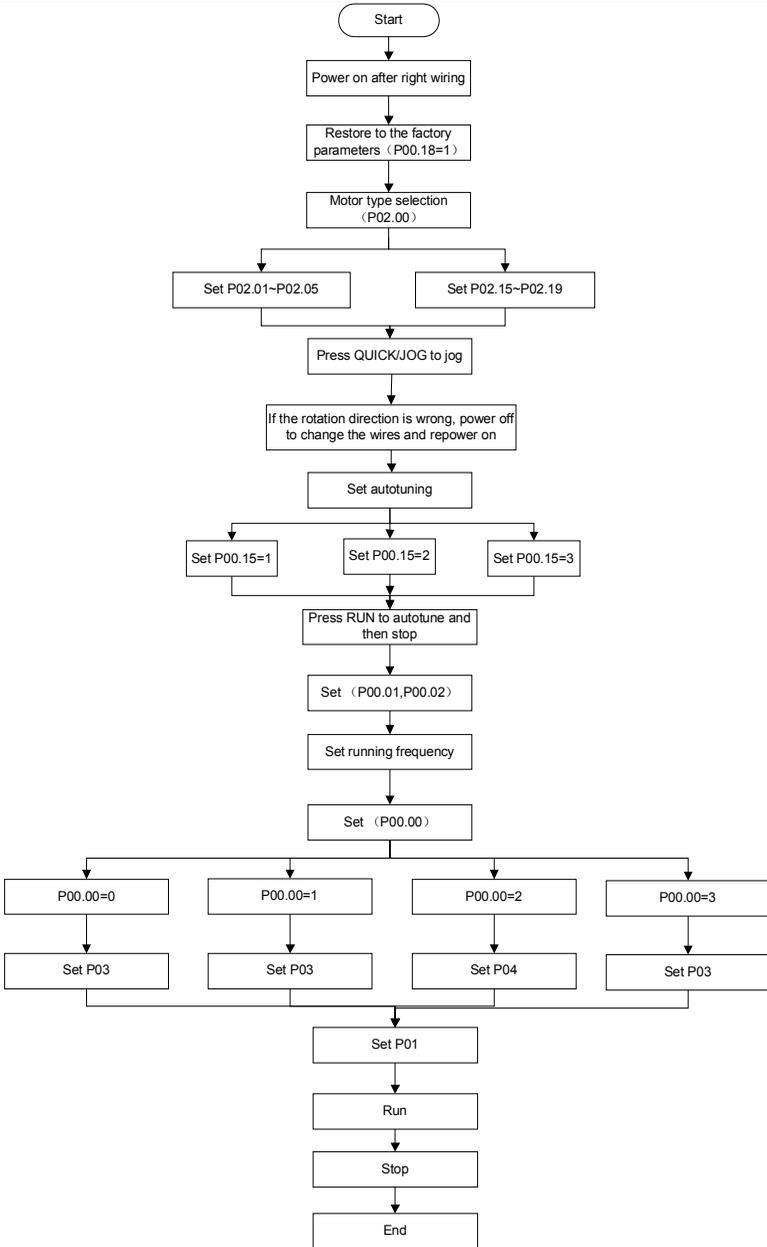 Start
Power on after right wiring
Restore to the factory
parameters（P00.18=1）
Motor type selection
（P02.00）
Set P02.01~P02.05
Set P02.15~P02.19
Press QUICK/JOG to jog
If the rotation direction is wrong, power off
to change the wires and repower on
Set autotuning
Set P00.15=1
Set P00.15=2
Set P00.15=3
Press RUN to autotune and
then stop
Set （P00.01,P00.02）
Set running frequency
Set （P00.00）
P00.00=0
P00.00=1
P00.00=2
P00.00=3
Set P03
Set P03
Set P04
Set P03
Set P01
Run
Stop
End